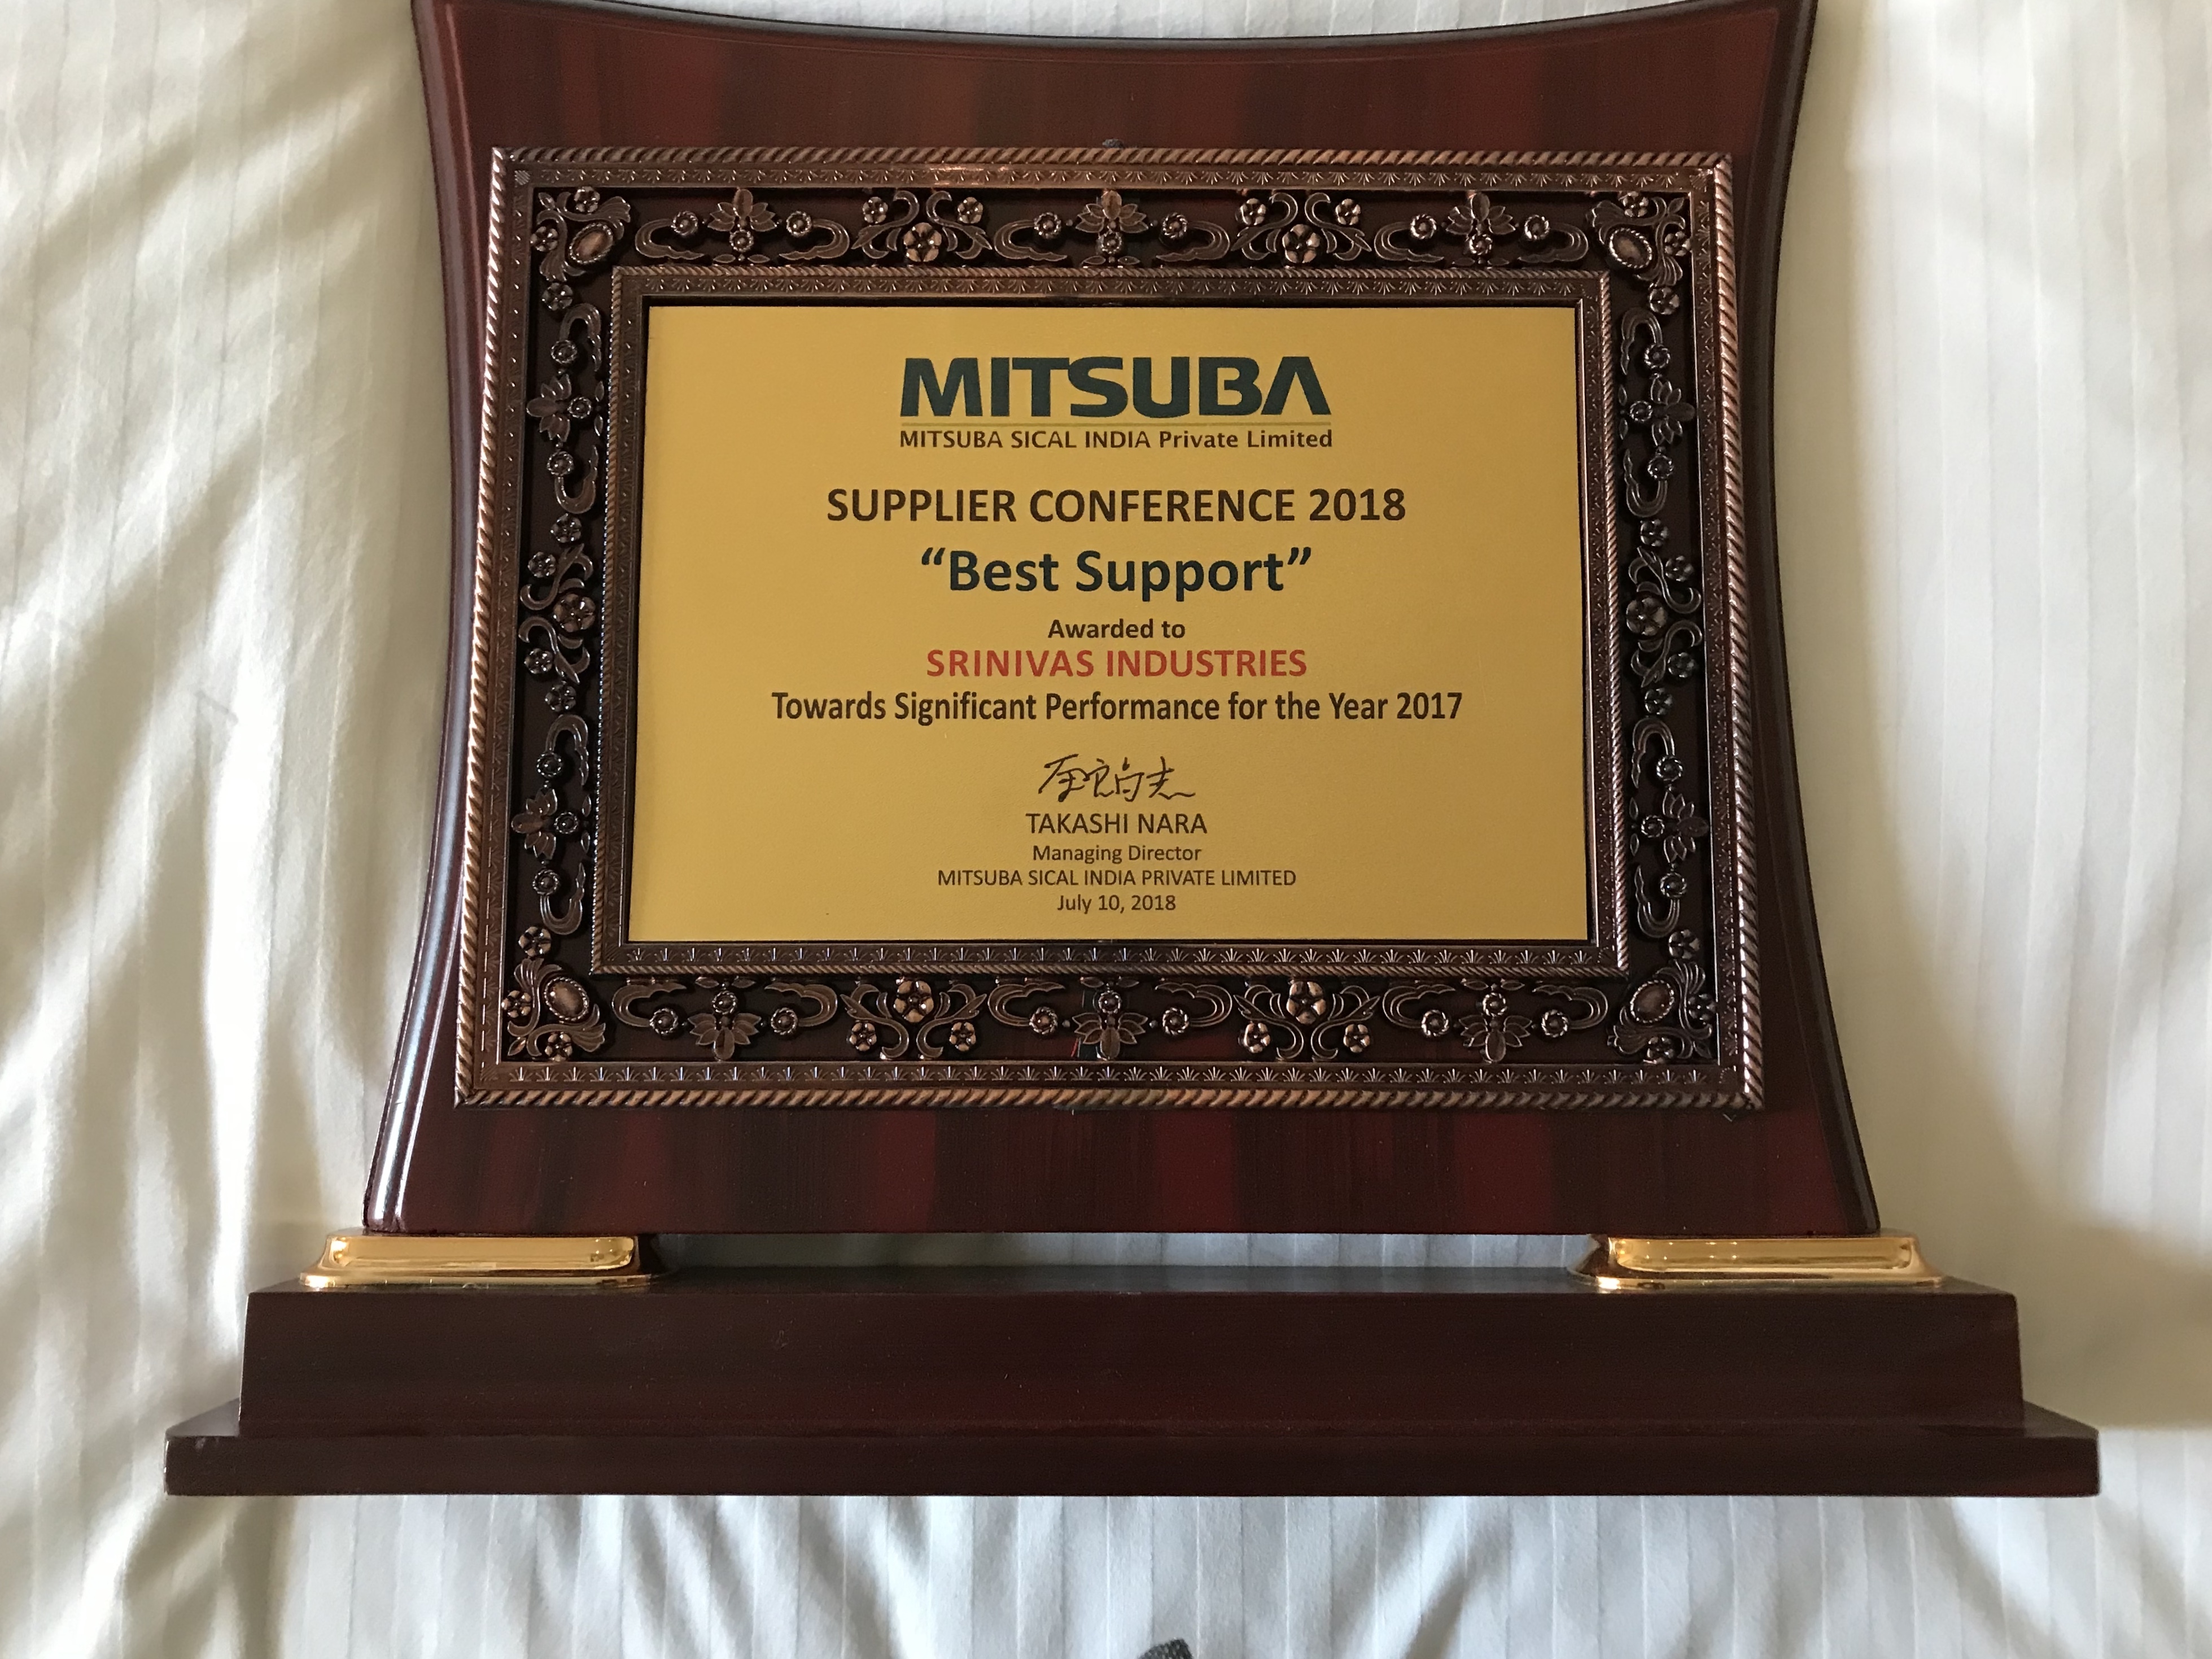 MITSUBA
MITSUBA SICAL INDIA Private Limited
SUPPLIER CONFERENCE 2018
“Best Support”
Awarded to
SRINIVAS INDUSTRIES
Towards Significant Performance for the Year 2017
TAKASHI NARA
Managing Director
MITSUBA SICAL INDIA PRIVATE LIMITED
July 10, 2018